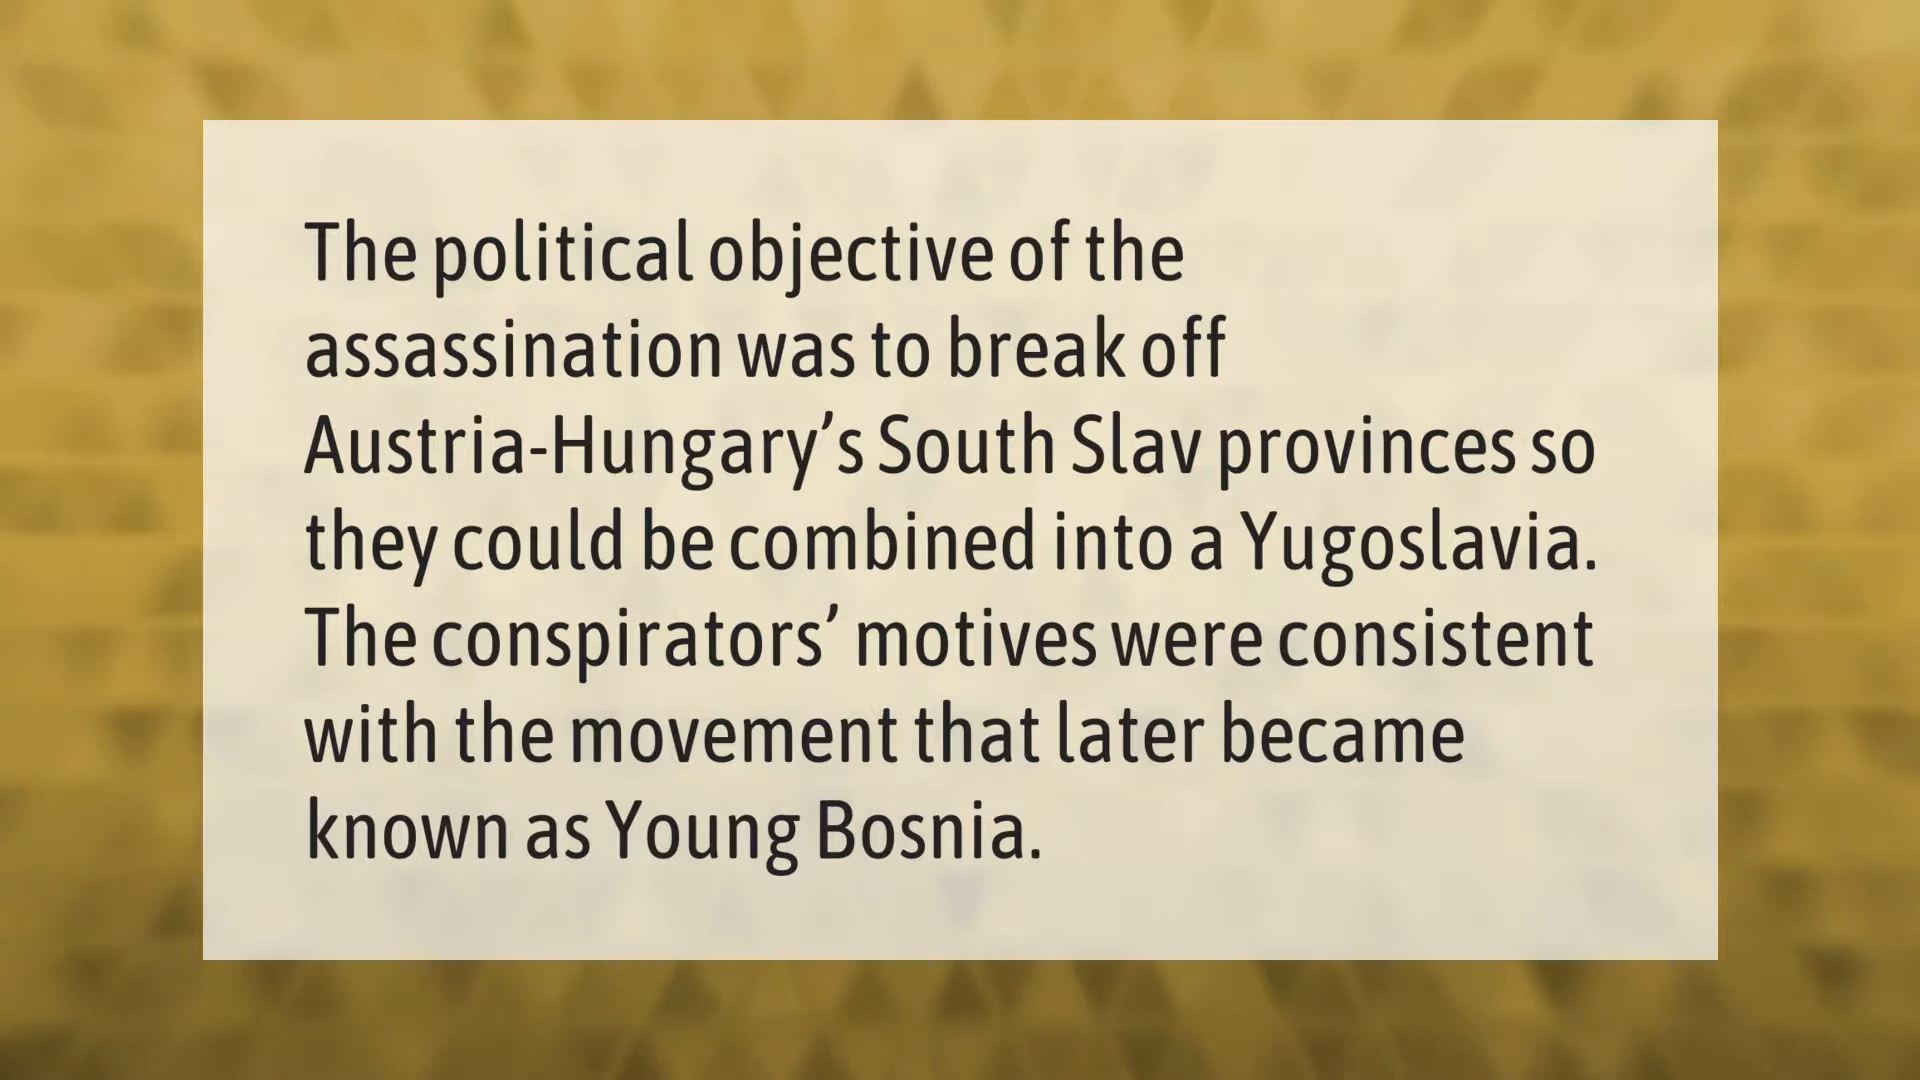 The political objective of the
assassination was to break off
Austria-Hungary’s South Slav provinces so
they could be combined into a Yugoslavia.
The conspirators’ motives were consistent
with the movement that later became
known as Young Bosnia.